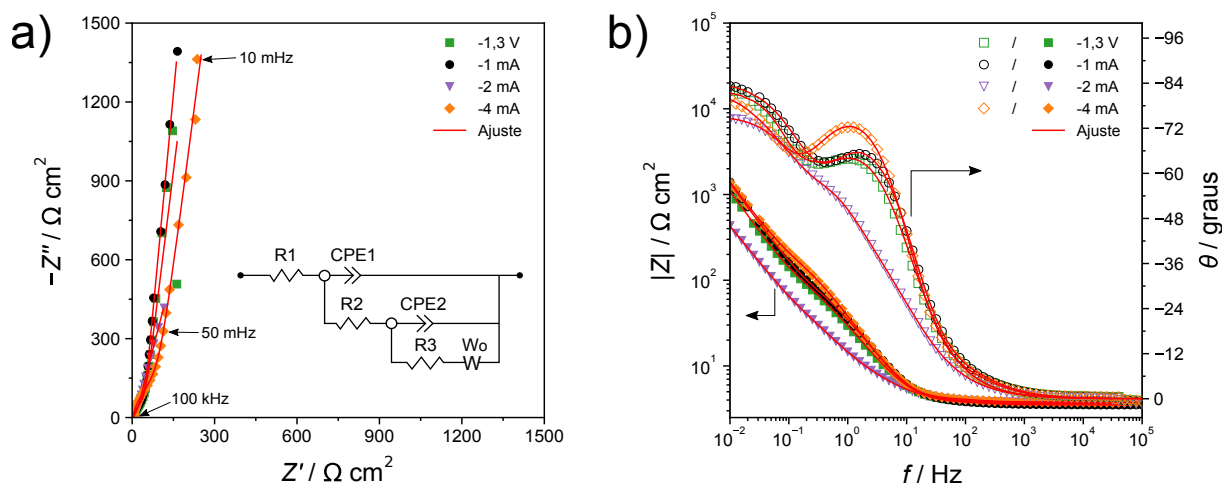 a)
1500
1200
900
600
300
0
0 300 600 900 1200 1500
-Z'' / Ω cm²
Z' / Ω cm²
-1,3 V
-1 mA
-2 mA
-4 mA
Ajuste
10 mHz
50 mHz
100 kHz
R1 CPE1
R2 CPE2
R3 Wo
b)
10⁵
10⁴
10³
10²
10¹
|Z| / Ω cm²
10⁻² 10⁻¹ 10⁰ 10¹ 10² 10³ 10⁴ 10⁵
f / Hz
/ -1,3 V
/ -1 mA
/ -2 mA
/ -4 mA
Ajuste
−96
−84
−72
−60
−48
−36
−24
−12
0
θ / graus